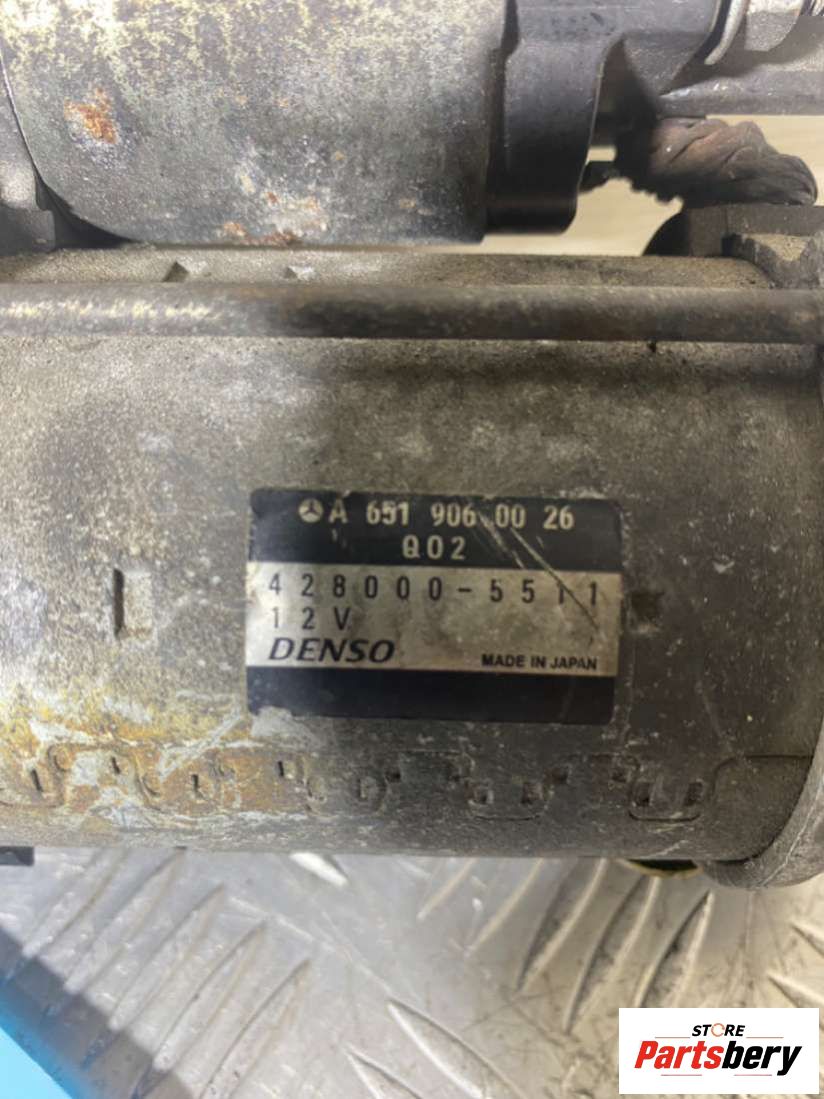 A 651 906 00 26
Q02
428000-5511
12V
DENSO MADE IN JAPAN
STORE
Partsbery